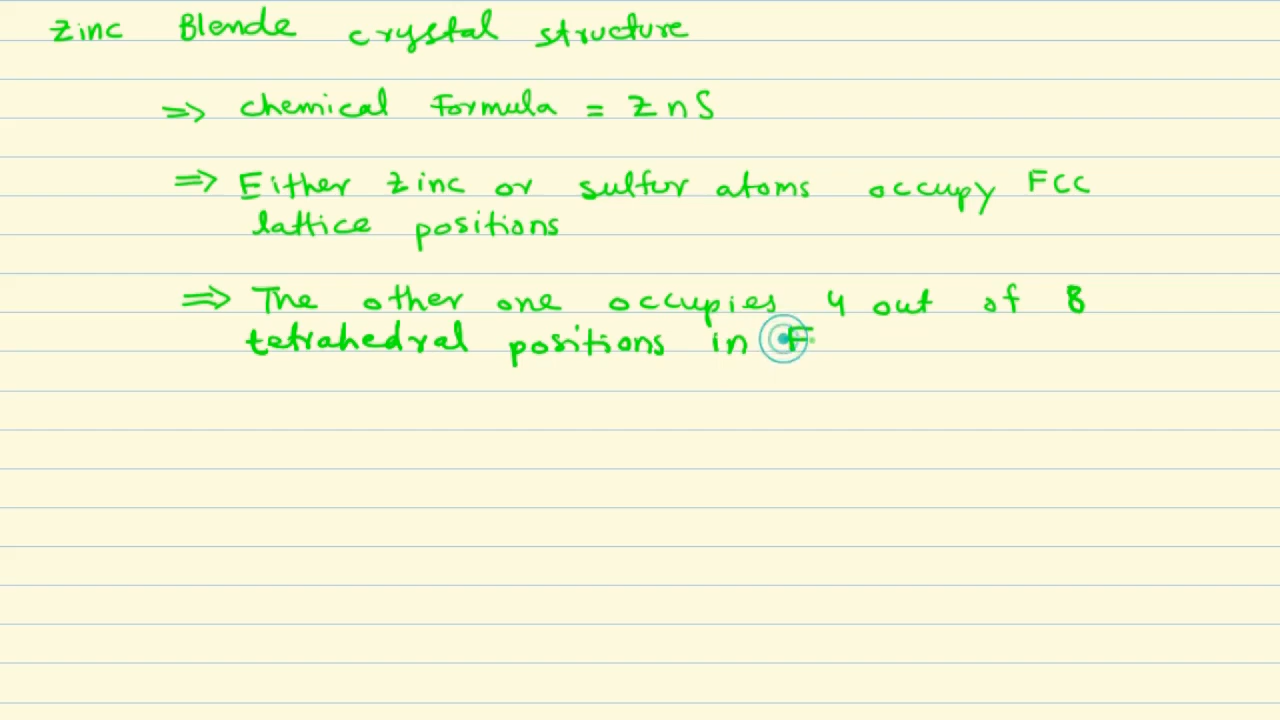 Zinc Blende crystal structure
=> chemical Formula = ZnS
=> Either zinc or sulfur atoms occupy FCC
lattice positions
=> The other one occupies 4 out of 8
tetrahedral positions in F